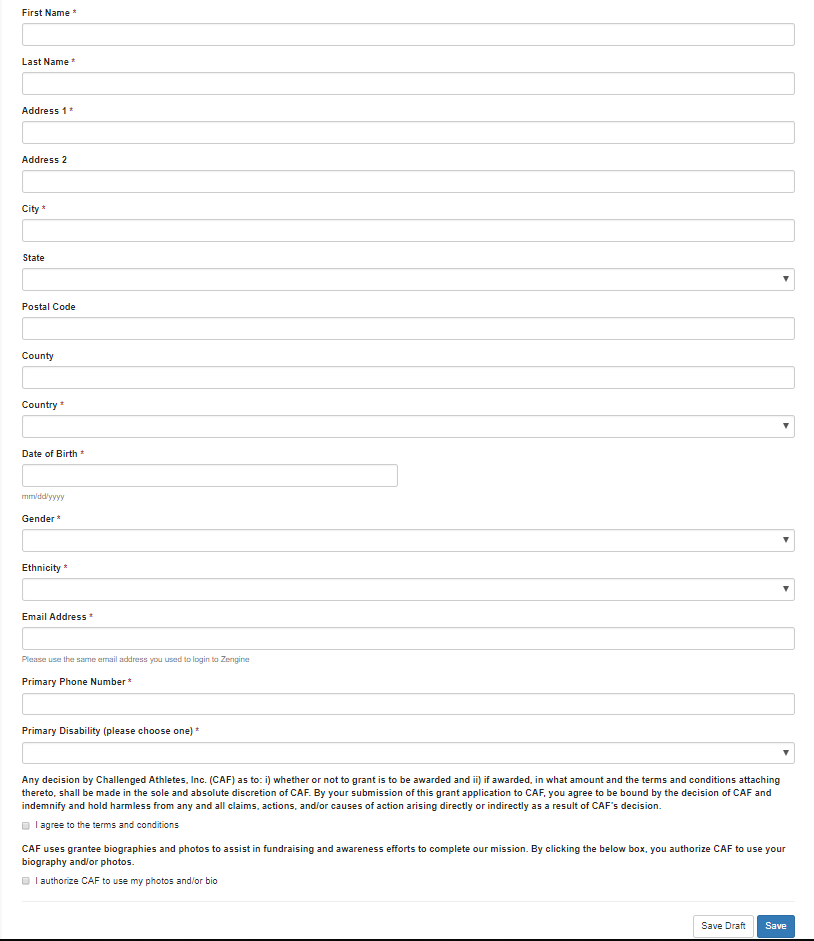 First Name *
Last Name *
Address 1 *
Address 2
City *
State
Postal Code
County
Country *
Date of Birth *
mm/dd/yyyy
Gender *
Ethnicity *
Email Address *
Please use the same email address you used to login to Zengine
Primary Phone Number *
Primary Disability (please choose one) *
Any decision by Challenged Athletes, Inc. (CAF) as to: i) whether or not to grant is to be awarded and ii) if awarded, in what amount and the terms and conditions attaching
thereto, shall be made in the sole and absolute discretion of CAF. By your submission of this grant application to CAF, you agree to be bound by the decision of CAF and
indemnify and hold harmless from any and all claims, actions, and/or causes of action arising directly or indirectly as a result of CAF's decision.
I agree to the terms and conditions
CAF uses grantee biographies and photos to assist in fundraising and awareness efforts to complete our mission. By clicking the below box, you authorize CAF to use your
biography and/or photos.
I authorize CAF to use my photos and/or bio
Save Draft Save